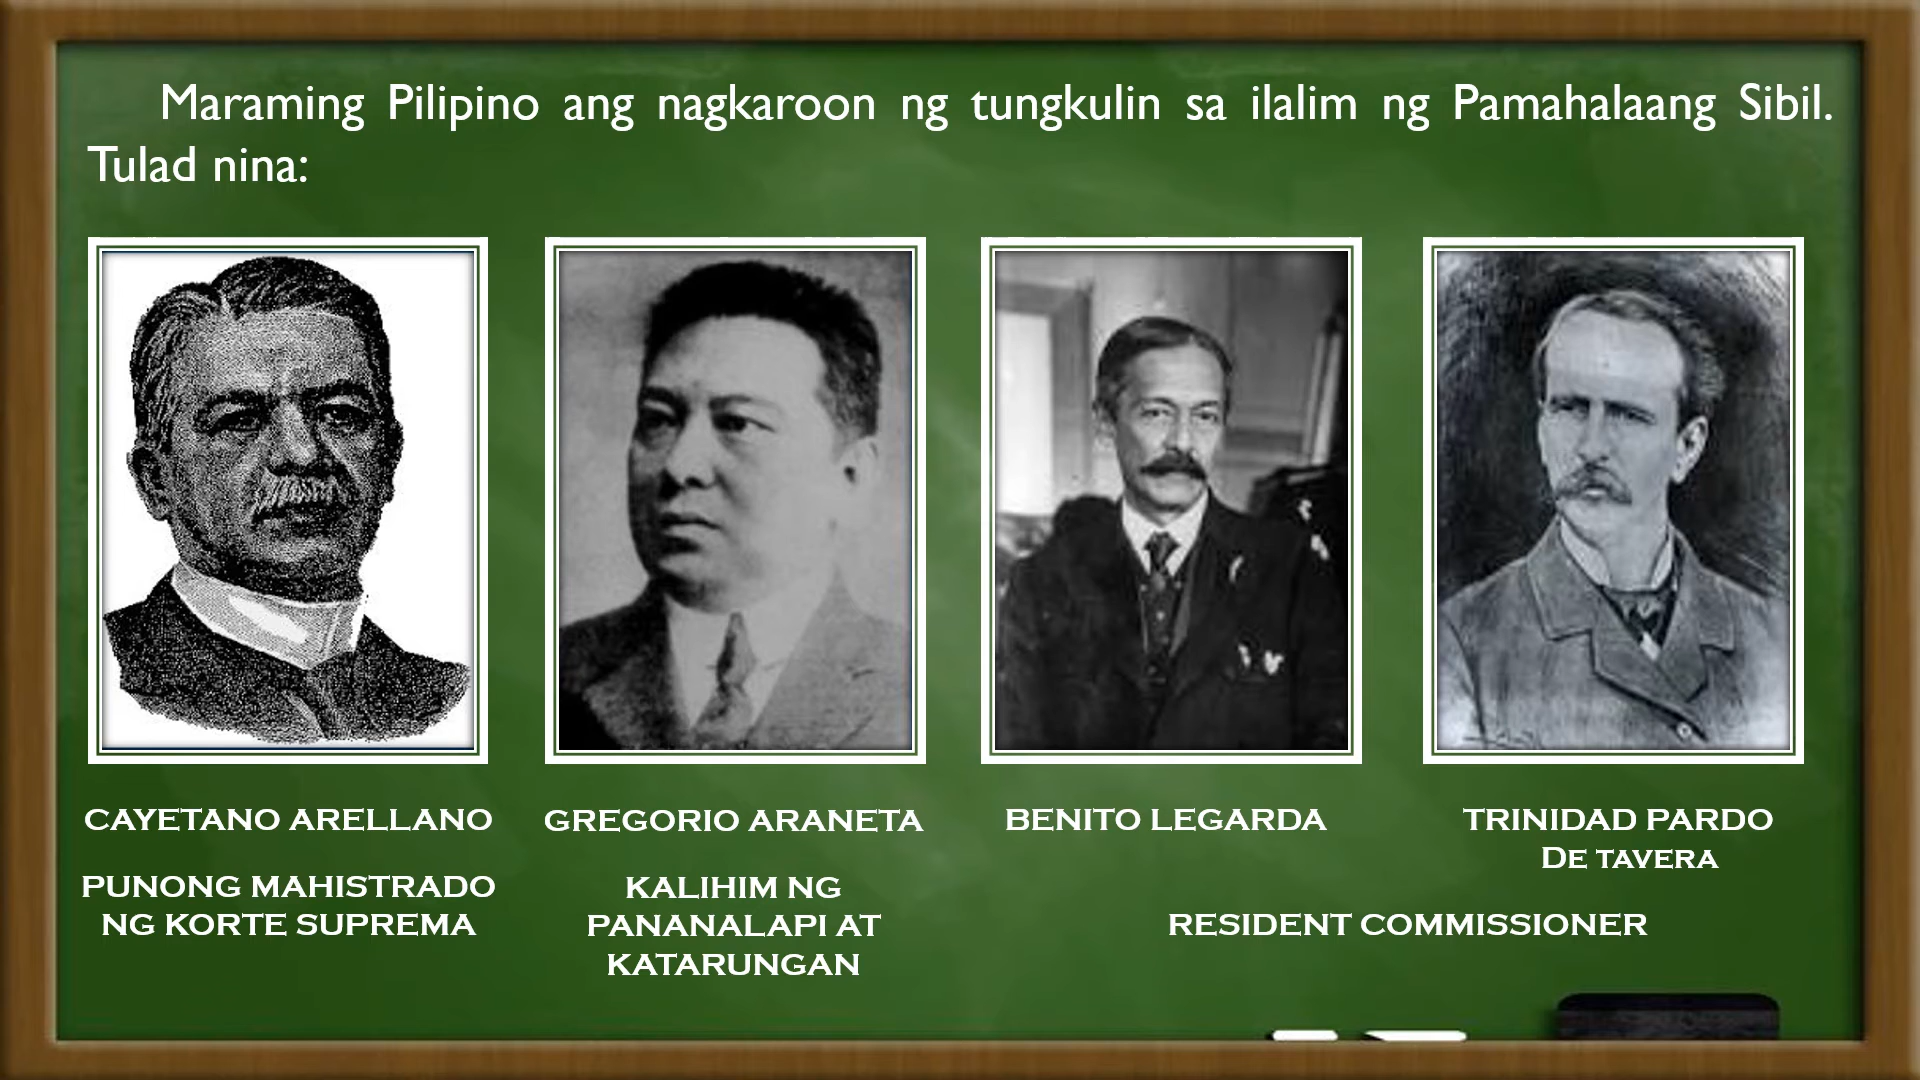 Maraming Pilipino ang nagkaroon ng tungkulin sa ilalim ng Pamahalaang Sibil.
Tulad nina:
CAYETANO ARELLANO
PUNONG MAHISTRADO
NG KORTE SUPREMA
GREGORIO ARANETA
KALIHIM NG
PANANALAPI AT
KATARUNGAN
BENITO LEGARDA
TRINIDAD PARDO
De TAVERA
RESIDENT COMMISSIONER